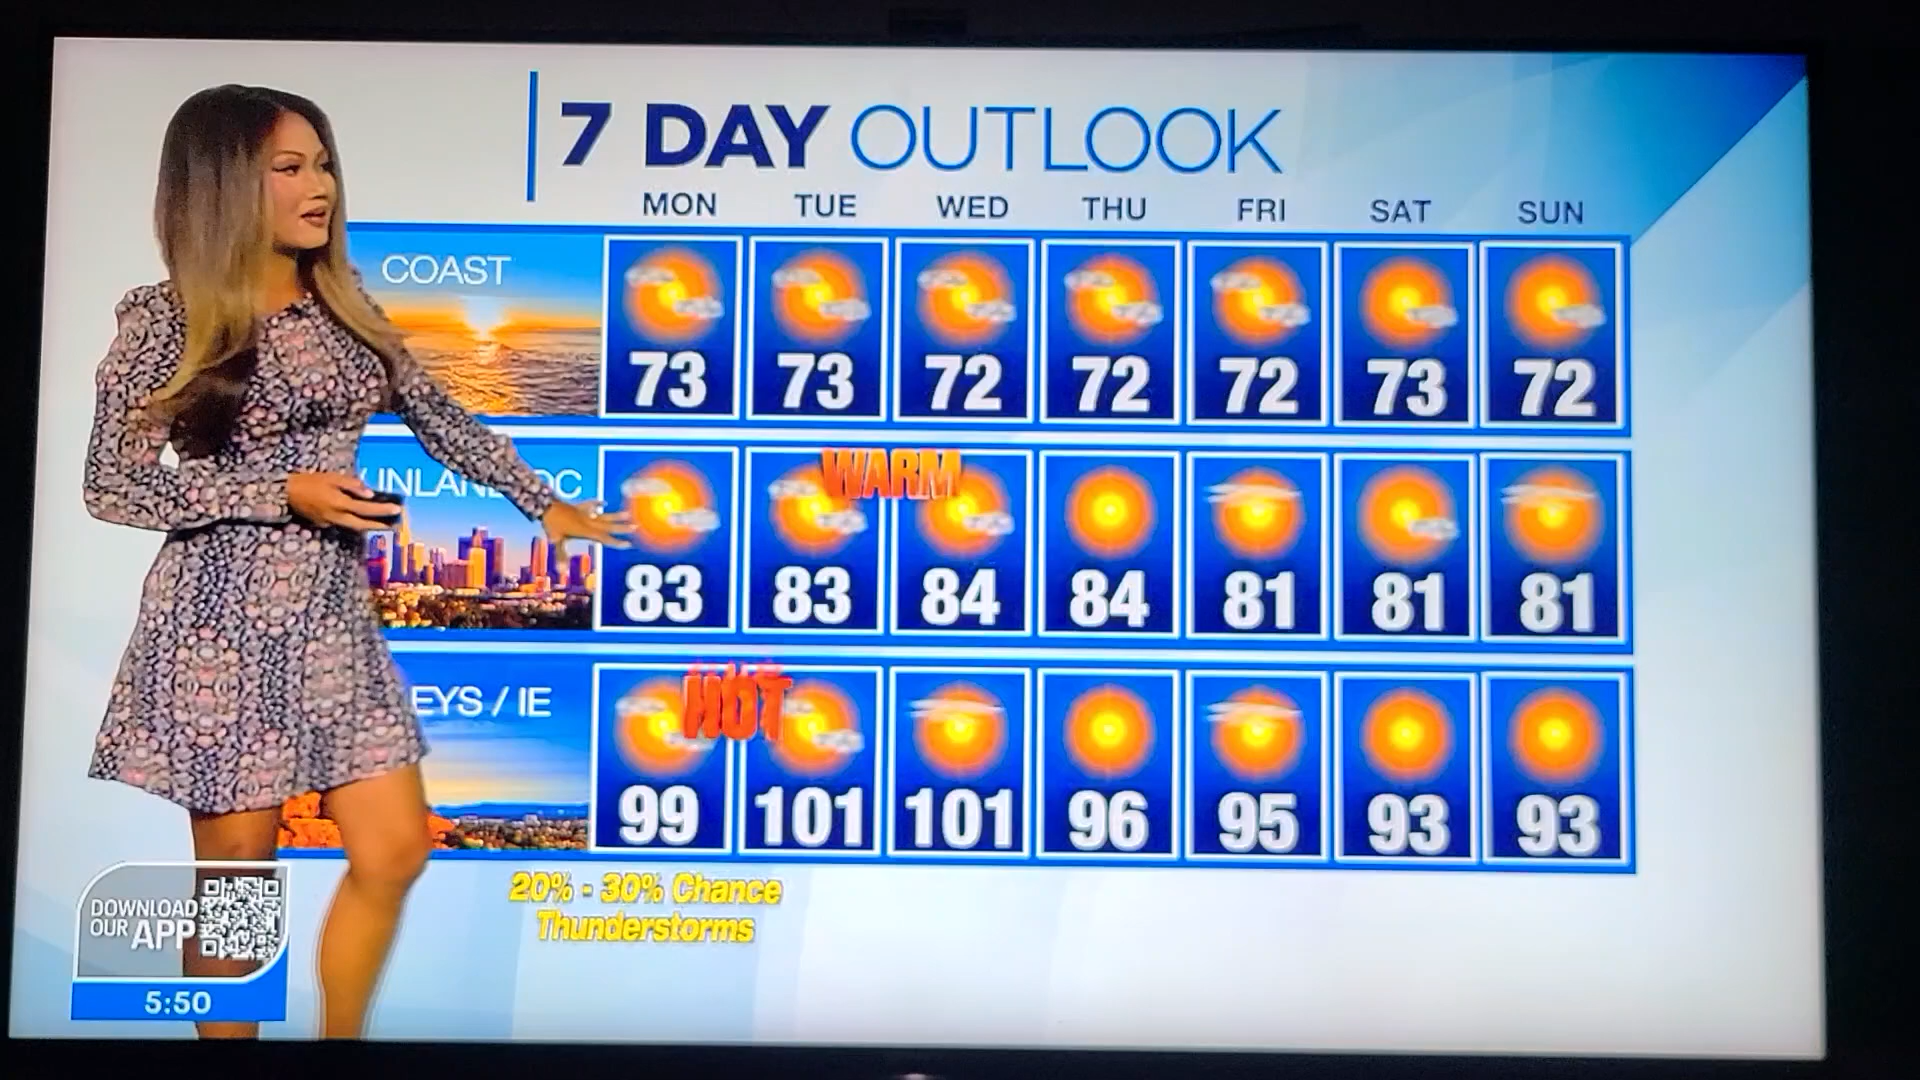 7 DAY OUTLOOK
MON TUE WED THU FRI SAT SUN
COAST
73 73 72 72 72 73 72
WARM
/ INLAND OC
83 83 84 84 81 81 81
HOT
EYS / IE
99 101 101 96 95 93 93
20% - 30% Chance
Thunderstorms
DOWNLOAD
OUR APP
5:50